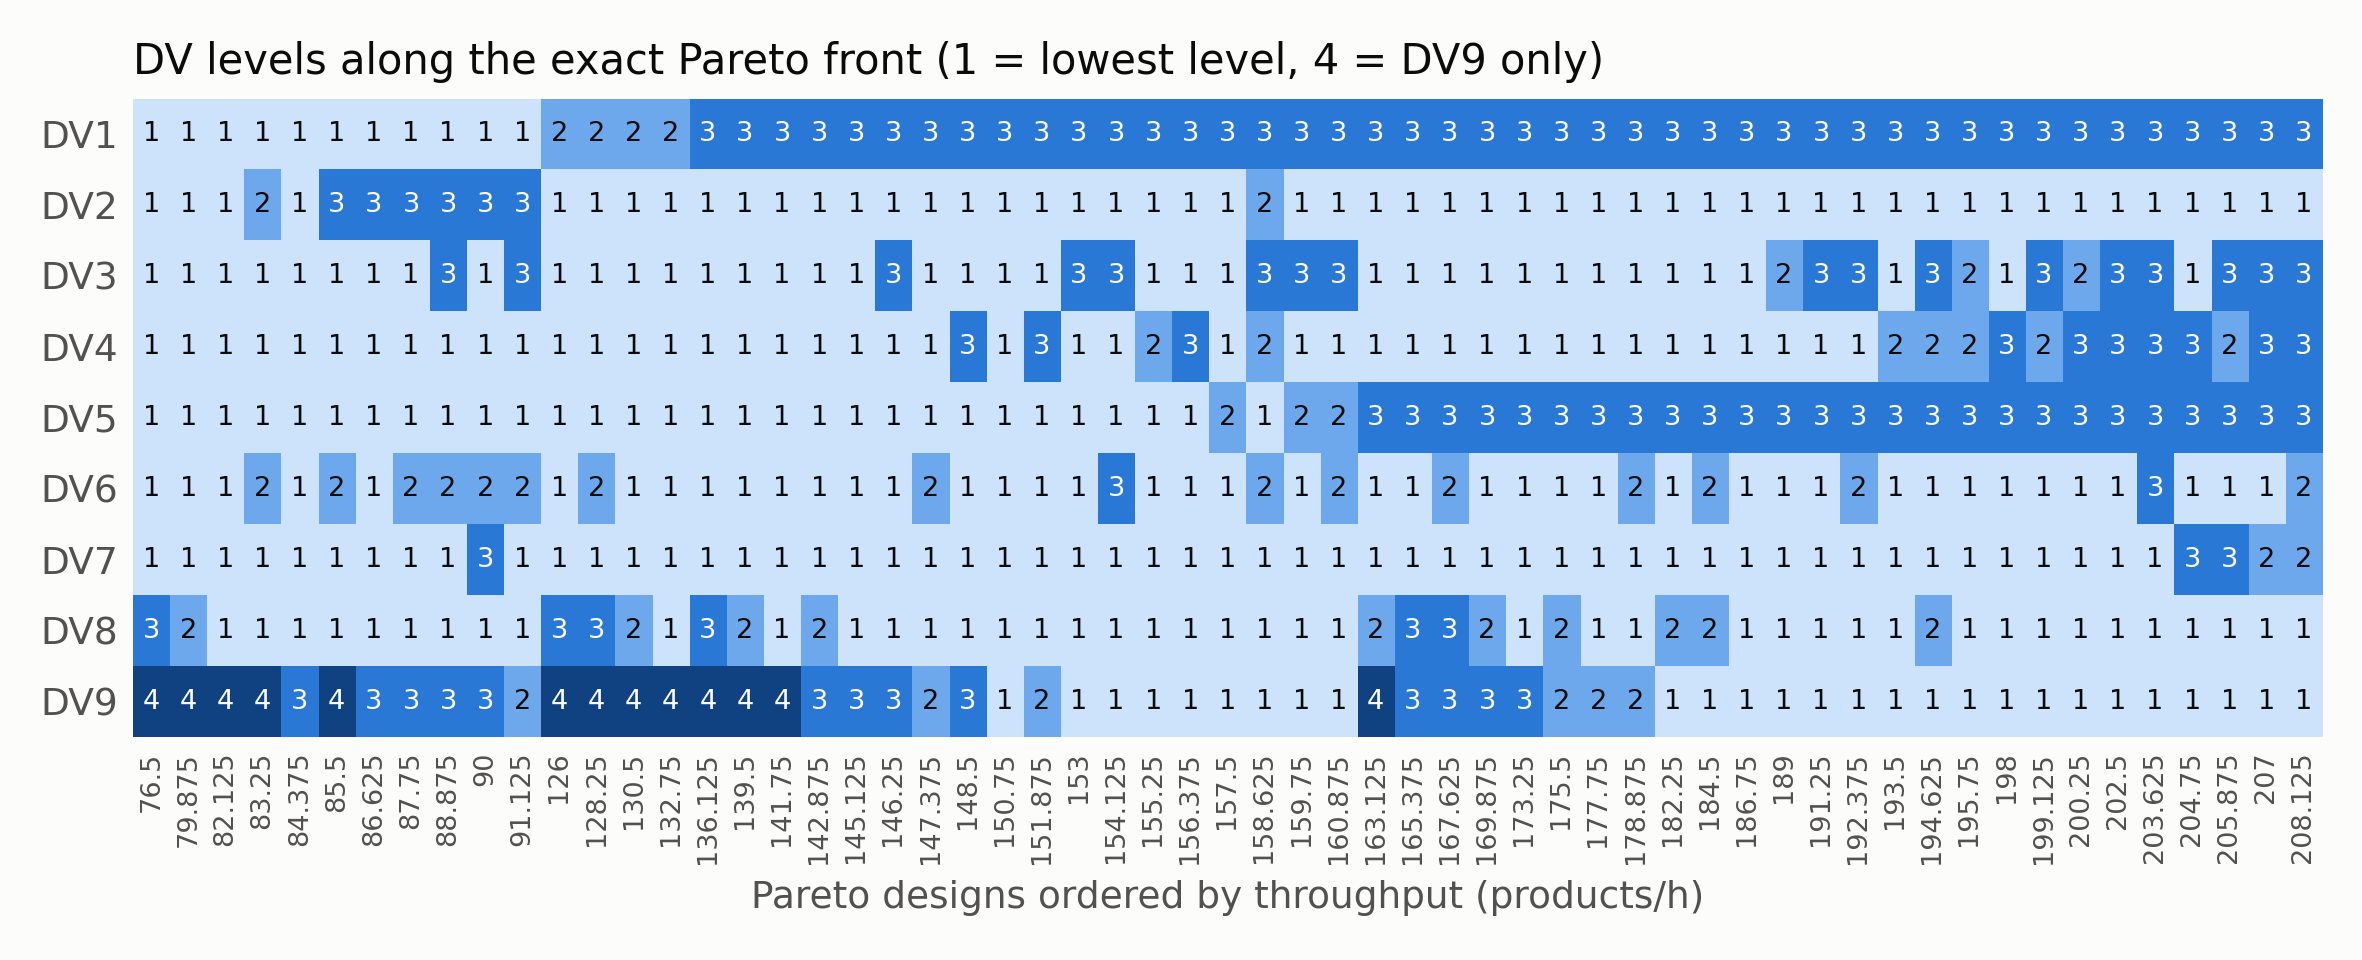 DV levels along the exact Pareto front (1 = lowest level, 4 = DV9 only)
DV1 1 1 1 1 1 1 1 1 1 1 1 2 2 2 2 3 3 3 3 3 3 3 3 3 3 3 3 3 3 3 3 3 3 3 3 3 3 3 3 3 3 3 3 3 3 3 3 3 3 3 3 3 3 3 3 3 3 3 3
DV2 1 1 1 2 1 3 3 3 3 3 3 1 1 1 1 1 1 1 1 1 1 1 1 1 1 1 1 1 1 1 2 1 1 1 1 1 1 1 1 1 1 1 1 1 1 1 1 1 1 1 1 1 1 1 1 1 1 1 1
DV3 1 1 1 1 1 1 1 1 3 1 3 1 1 1 1 1 1 1 1 1 3 1 1 1 1 3 3 1 1 1 3 3 3 1 1 1 1 1 1 1 1 1 1 1 2 3 3 1 3 2 1 3 2 3 3 1 3 3 3
DV4 1 1 1 1 1 1 1 1 1 1 1 1 1 1 1 1 1 1 1 1 1 1 3 1 3 1 1 2 3 1 2 1 1 1 1 1 1 1 1 1 1 1 1 1 1 1 1 2 2 2 3 2 3 3 3 3 2 3 3
DV5 1 1 1 1 1 1 1 1 1 1 1 1 1 1 1 1 1 1 1 1 1 1 1 1 1 1 1 1 1 2 1 2 2 3 3 3 3 3 3 3 3 3 3 3 3 3 3 3 3 3 3 3 3 3 3 3 3 3 3
DV6 1 1 1 2 1 2 1 2 2 2 2 1 2 1 1 1 1 1 1 1 1 2 1 1 1 1 3 1 1 1 2 1 2 1 1 2 1 1 1 1 2 1 2 1 1 1 2 1 1 1 1 1 1 1 3 1 1 1 2
DV7 1 1 1 1 1 1 1 1 1 3 1 1 1 1 1 1 1 1 1 1 1 1 1 1 1 1 1 1 1 1 1 1 1 1 1 1 1 1 1 1 1 1 1 1 1 1 1 1 1 1 1 1 1 1 1 3 3 2 2
DV8 3 2 1 1 1 1 1 1 1 1 1 3 3 2 1 3 2 1 2 1 1 1 1 1 1 1 1 1 1 1 1 1 1 2 3 3 2 1 2 1 1 2 2 1 1 1 1 1 2 1 1 1 1 1 1 1 1 1 1
DV9 4 4 4 4 3 4 3 3 3 3 2 4 4 4 4 4 4 4 3 3 3 2 3 1 2 1 1 1 1 1 1 1 1 4 3 3 3 3 2 2 2 1 1 1 1 1 1 1 1 1 1 1 1 1 1 1 1 1 1
76.5 79.875 82.125 83.25 84.375 85.5 86.625 87.75 88.875 90 91.125 126 128.25 130.5 132.75 136.125 139.5 141.75 142.875 145.125 146.25 147.375 148.5 150.75 151.875 153 154.125 155.25 156.375 157.5 158.625 159.75 160.875 163.125 165.375 167.625 169.875 173.25 175.5 177.75 178.875 182.25 184.5 186.75 189 191.25 192.375 193.5 194.625 195.75 198 199.125 200.25 202.5 203.625 204.75 205.875 207 208.125
Pareto designs ordered by throughput (products/h)